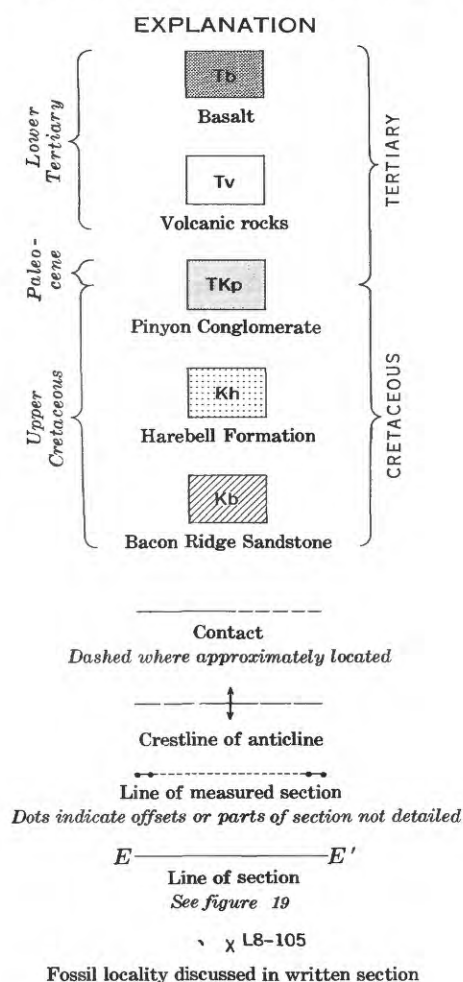 EXPLANATION
Tb
Basalt
Lower
Tertiary
Tv
Volcanic rocks
TERTIARY
Paleo-
cene
TKp
Pinyon Conglomerate
Kh
Harebell Formation
Upper
Cretaceous
CRETACEOUS
Kb
Bacon Ridge Sandstone
Contact
Dashed where approximately located
Crestline of anticline
Line of measured section
Dots indicate offsets or parts of section not detailed
E E'
Line of section
See figure 19
x L8-105
Fossil locality discussed in written section